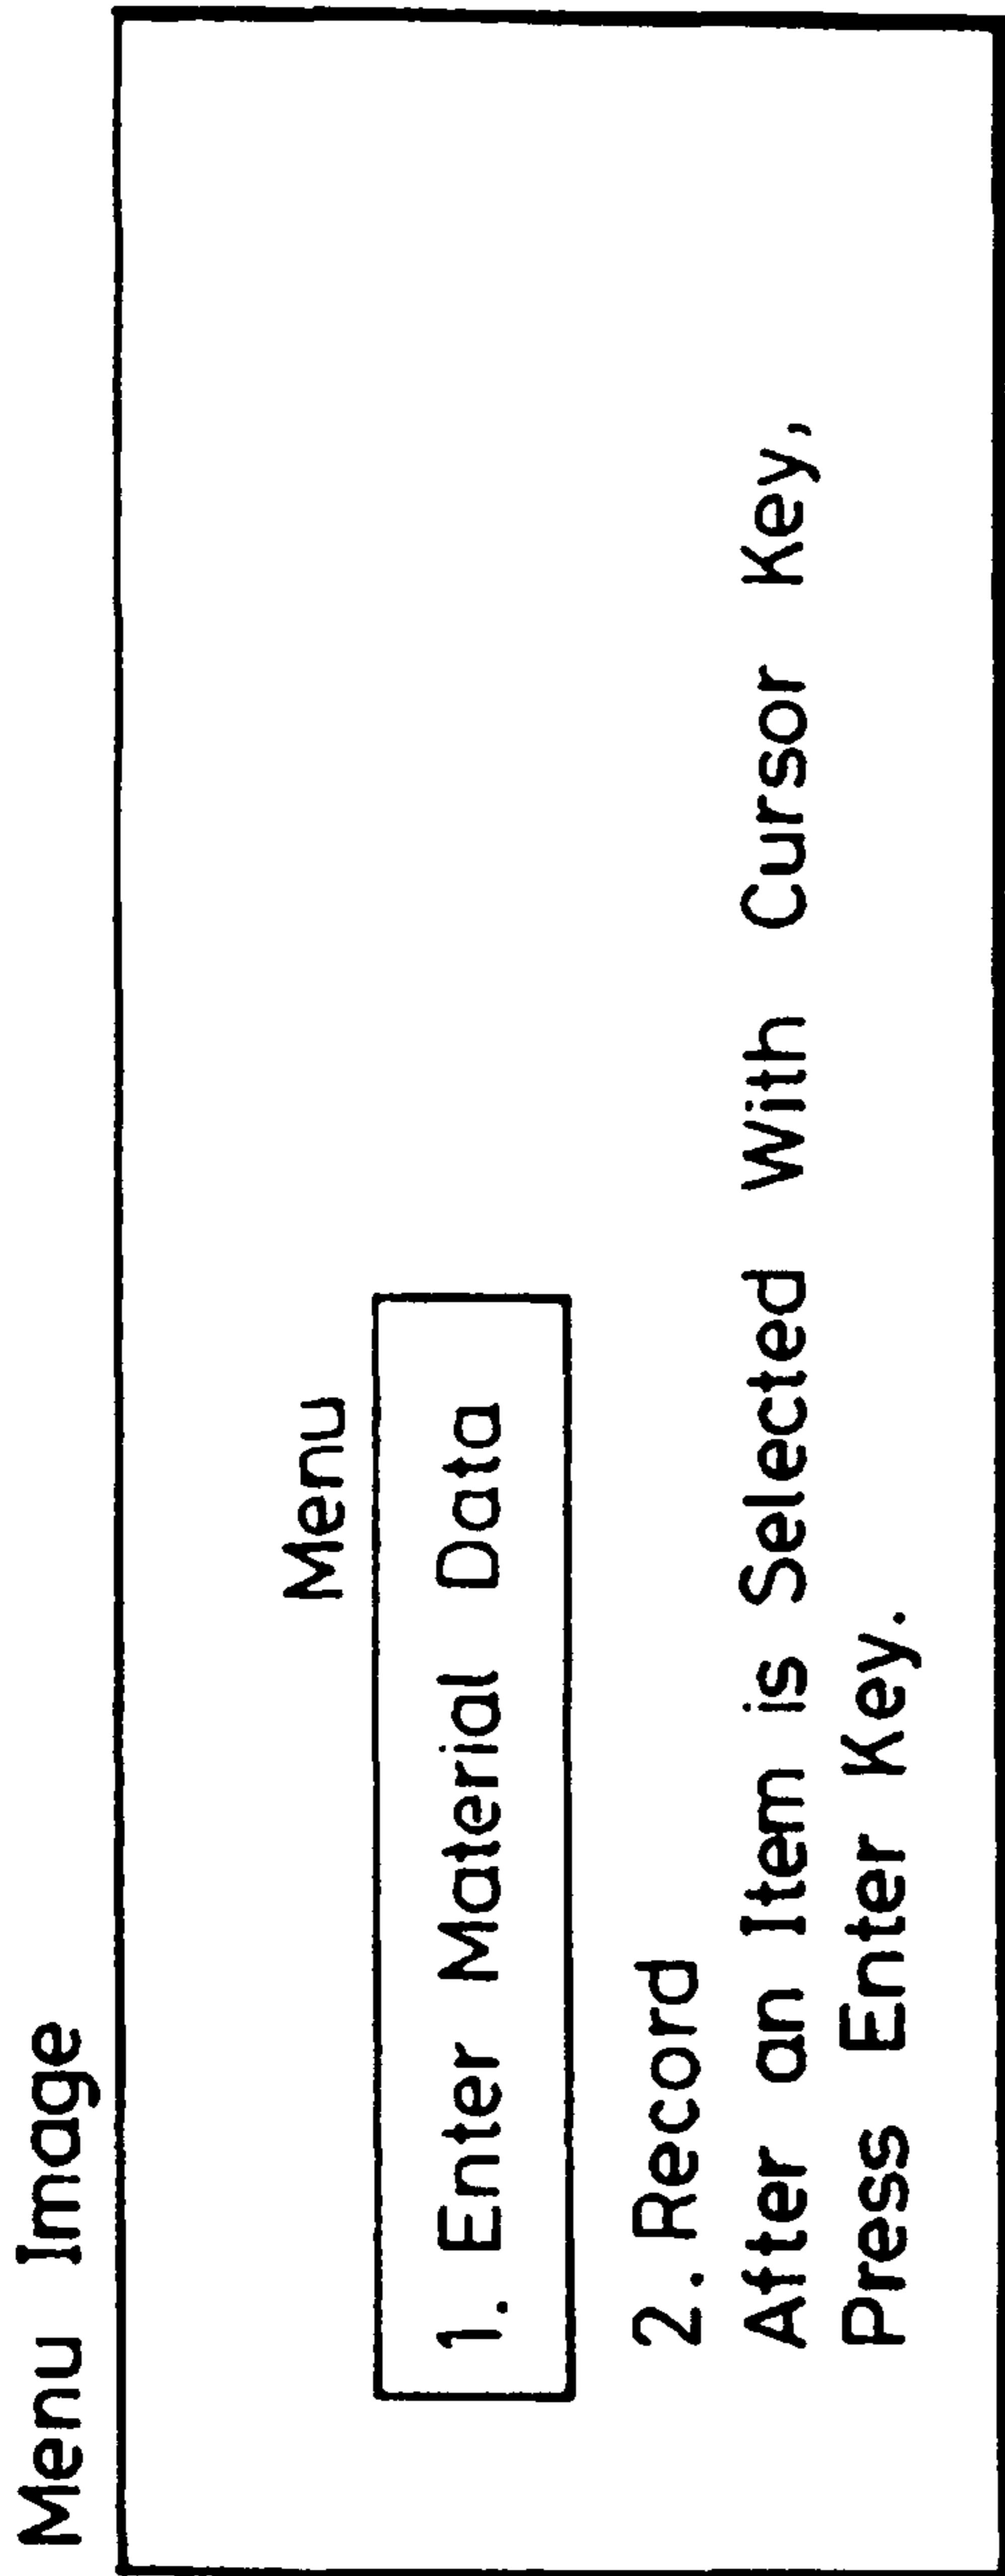 Menu Image
Menu
1. Enter Material Data
2. Record
After an Item is Selected With Cursor Key,
Press Enter Key.